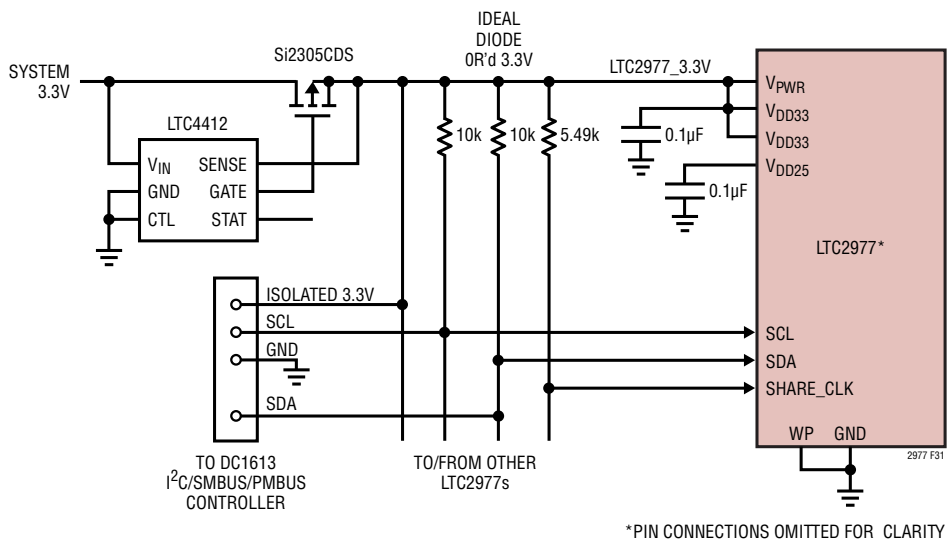 IDEAL
DIODE
0R'd 3.3V
Si2305CDS
SYSTEM
3.3V
LTC2977_3.3V
LTC4412
VIN
SENSE
GND
GATE
CTL
STAT
10k
10k
5.49k
0.1µF
0.1µF
VPWR
VDD33
VDD33
VDD25
LTC2977*
ISOLATED 3.3V
SCL
GND
SDA
SCL
SDA
SHARE_CLK
WP
GND
2977 F31
TO DC1613
I2C/SMBUS/PMBUS
CONTROLLER
TO/FROM OTHER
LTC2977s
*PIN CONNECTIONS OMITTED FOR CLARITY